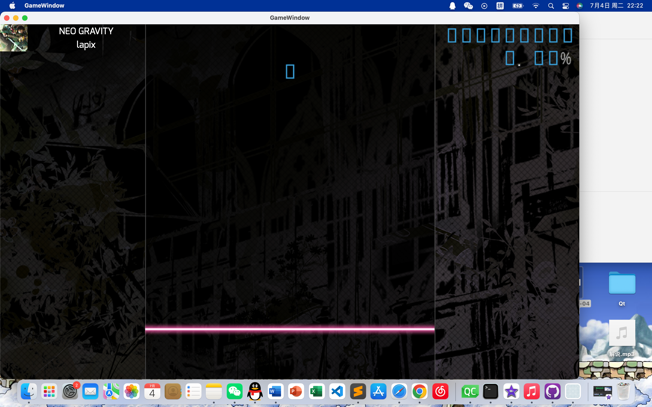 GameWindow
7月4日 周二 22:22
GameWindow
NEO GRAVITY
lapix
.
%
Qt